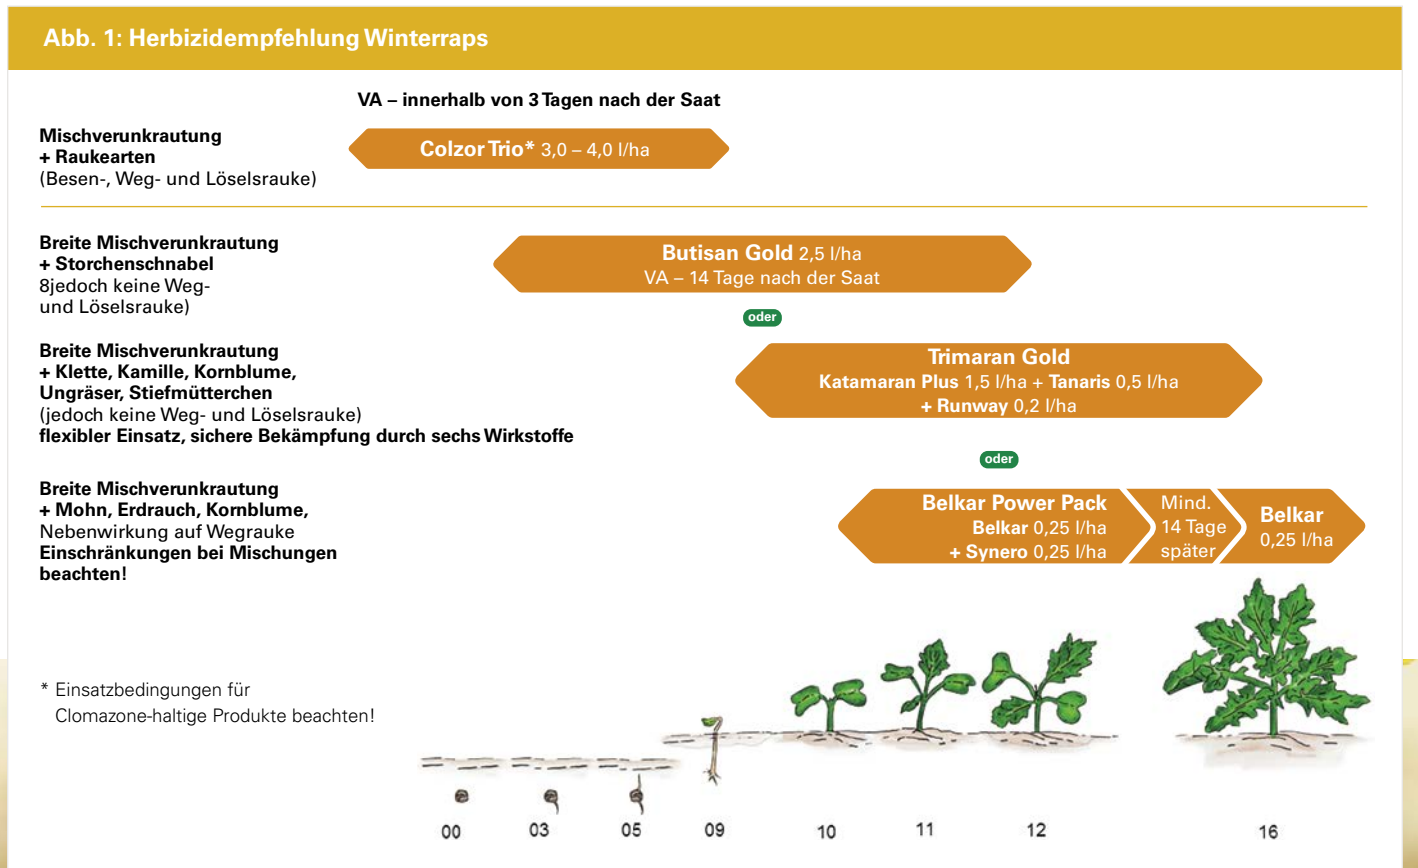 Abb. 1: Herbizidempfehlung Winterraps
VA – innerhalb von 3 Tagen nach der Saat
Mischverunkrautung
+ Raukearten
(Besen-, Weg- und Löselsrauke)
Colzor Trio* 3,0 – 4,0 l/ha
Breite Mischverunkrautung
+ Storchenschnabel
8jedoch keine Weg-
und Löselsrauke)
Butisan Gold 2,5 l/ha
VA – 14 Tage nach der Saat
oder
Breite Mischverunkrautung
+ Klette, Kamille, Kornblume,
Ungräser, Stiefmütterchen
(jedoch keine Weg- und Löselsrauke)
flexibler Einsatz, sichere Bekämpfung durch sechs Wirkstoffe
Trimaran Gold
Katamaran Plus 1,5 l/ha + Tanaris 0,5 l/ha
+ Runway 0,2 l/ha
oder
Breite Mischverunkrautung
+ Mohn, Erdrauch, Kornblume,
Nebenwirkung auf Wegrauke
Einschränkungen bei Mischungen
beachten!
Belkar Power Pack
Belkar 0,25 l/ha
+ Synero 0,25 l/ha
Mind.
14 Tage
später
Belkar
0,25 l/ha
* Einsatzbedingungen für
Clomazone-haltige Produkte beachten!
00 03 05 09 10 11 12 16